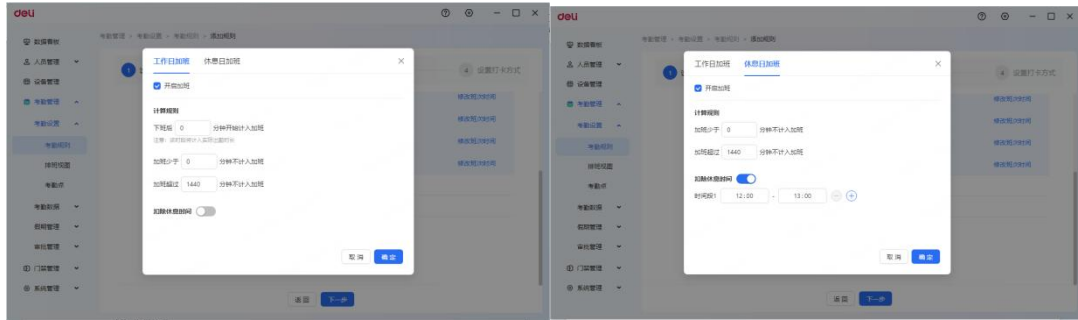 deli
数据看板
人员管理
设备管理
考勤管理
考勤设置
考勤规则
排班视图
考勤点
考勤数据
假期管理
审批管理
门禁管理
系统管理
考勤管理 > 考勤设置 > 考勤规则 > 添加规则
1
4 设置打卡方式
修改班次时间
修改班次时间
修改班次时间
修改班次时间
工作日加班 休息日加班
开启加班
计算规则
下班后 0 分钟开始计入加班
加班少于 0 分钟不计入加班
加班超过 1440 分钟不计入加班
扣除休息时间
取消 确定
返回 下一步
deli
数据看板
人员管理
设备管理
考勤管理
考勤设置
考勤规则
排班视图
考勤点
考勤数据
假期管理
审批管理
门禁管理
系统管理
考勤管理 > 考勤设置 > 考勤规则 > 添加规则
4 设置打卡方式
修改班次时间
修改班次时间
修改班次时间
修改班次时间
工作日加班 休息日加班
开启加班
计算规则
加班少于 0 分钟不计入加班
加班超过 1440 分钟不计入加班
扣除休息时间
时间段1 12:00 - 13:00
取消 确定
返回 下一步